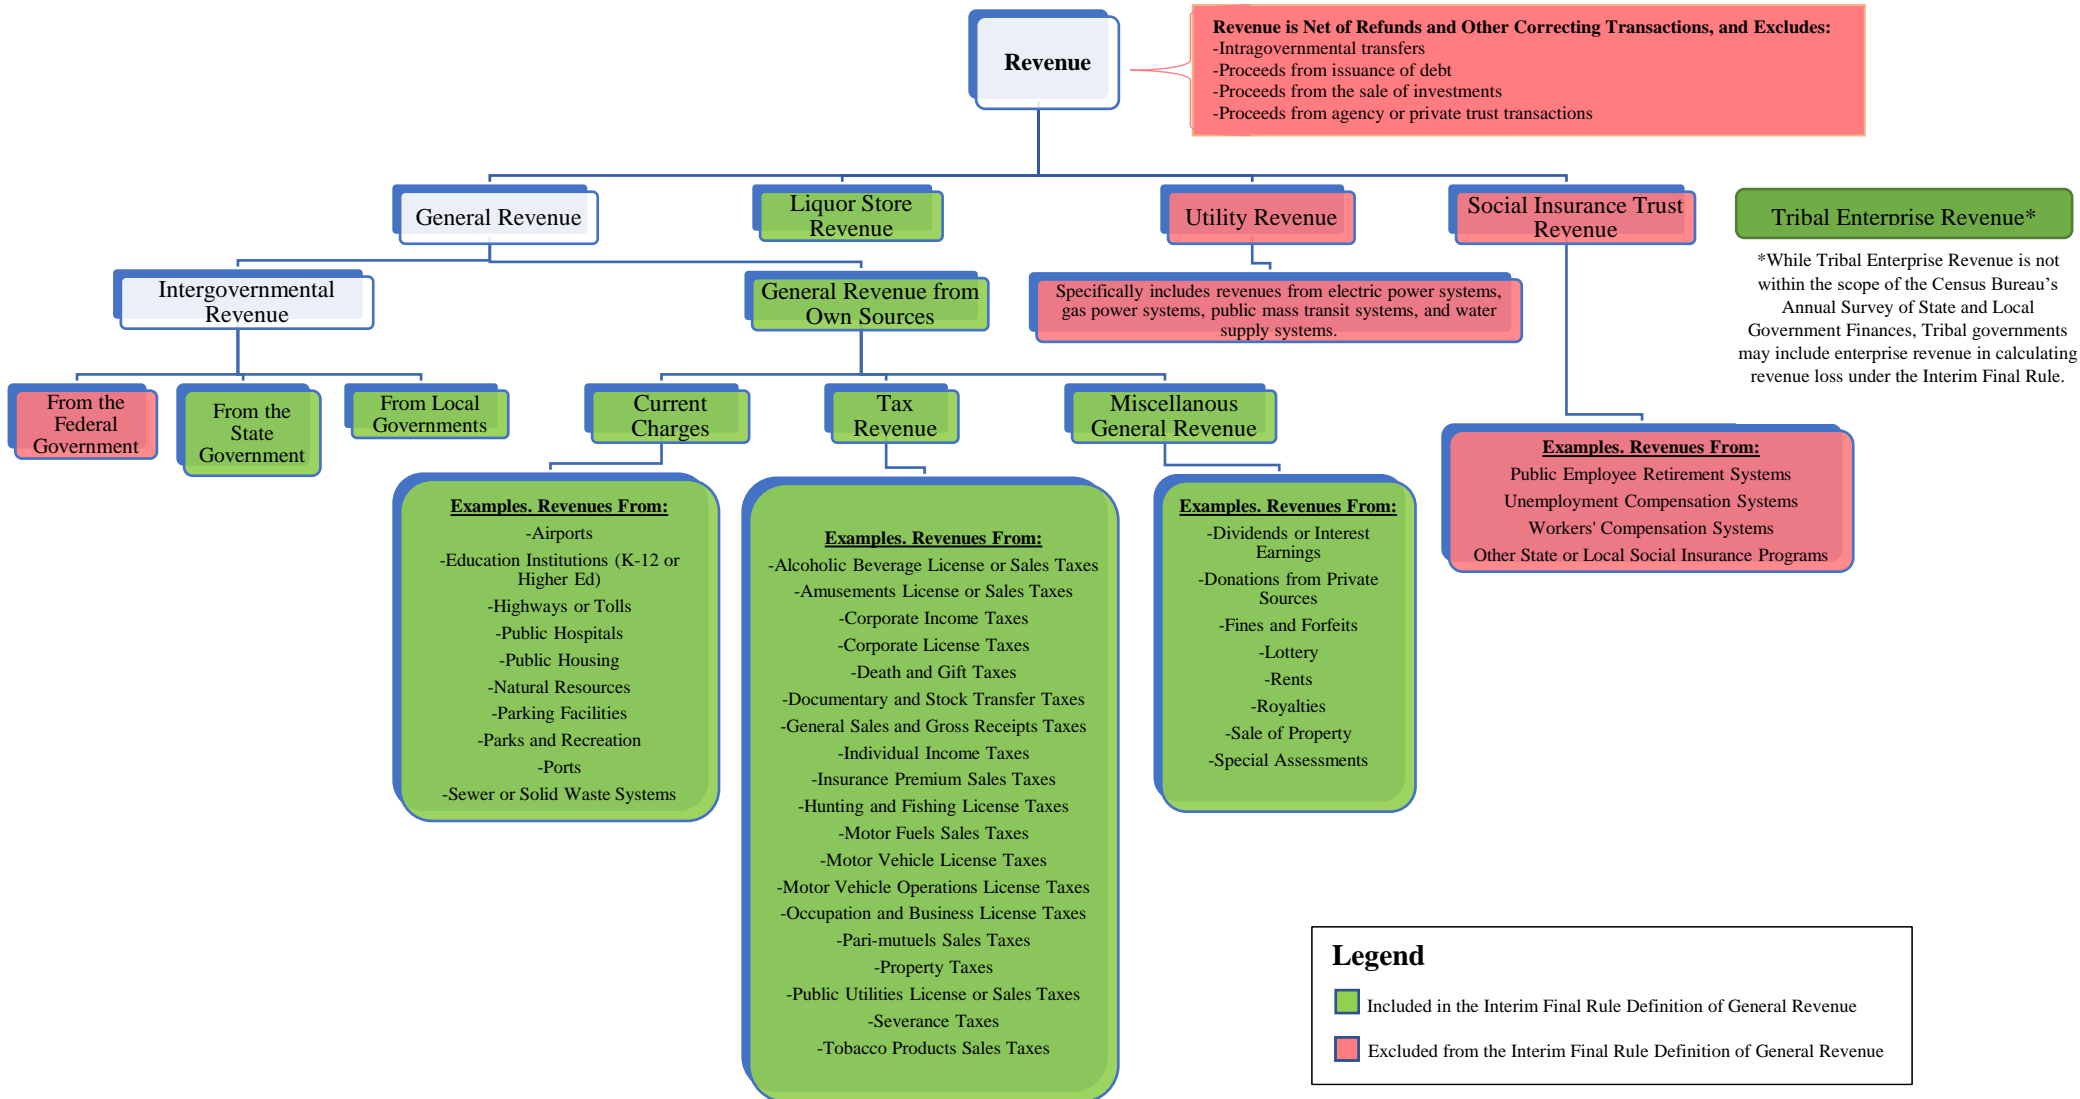 Revenue
Revenue is Net of Refunds and Other Correcting Transactions, and Excludes:
-Intragovernmental transfers
-Proceeds from issuance of debt
-Proceeds from the sale of investments
-Proceeds from agency or private trust transactions
General Revenue
Liquor Store
Revenue
Utility Revenue
Social Insurance Trust
Revenue
Tribal Enterprise Revenue*
*While Tribal Enterprise Revenue is not
within the scope of the Census Bureau's
Annual Survey of State and Local
Government Finances, Tribal governments
may include enterprise revenue in calculating
revenue loss under the Interim Final Rule.
Intergovernmental
Revenue
General Revenue from
Own Sources
Specifically includes revenues from electric power systems,
gas power systems, public mass transit systems, and water
supply systems.
From the
Federal
Government
From the
State
Government
From Local
Governments
Current
Charges
Tax
Revenue
Miscellanous
General Revenue
Examples. Revenues From:
-Airports
-Education Institutions (K-12 or
Higher Ed)
-Highways or Tolls
-Public Hospitals
-Public Housing
-Natural Resources
-Parking Facilities
-Parks and Recreation
-Ports
-Sewer or Solid Waste Systems
Examples. Revenues From:
-Alcoholic Beverage License or Sales Taxes
-Amusements License or Sales Taxes
-Corporate Income Taxes
-Corporate License Taxes
-Death and Gift Taxes
-Documentary and Stock Transfer Taxes
-General Sales and Gross Receipts Taxes
-Individual Income Taxes
-Insurance Premium Sales Taxes
-Hunting and Fishing License Taxes
-Motor Fuels Sales Taxes
-Motor Vehicle License Taxes
-Motor Vehicle Operations License Taxes
-Occupation and Business License Taxes
-Pari-mutuels Sales Taxes
-Property Taxes
-Public Utilities License or Sales Taxes
-Severance Taxes
-Tobacco Products Sales Taxes
Examples. Revenues From:
-Dividends or Interest
Earnings
-Donations from Private
Sources
-Fines and Forfeits
-Lottery
-Rents
-Royalties
-Sale of Property
-Special Assessments
Examples. Revenues From:
Public Employee Retirement Systems
Unemployment Compensation Systems
Workers' Compensation Systems
Other State or Local Social Insurance Programs
Legend
Included in the Interim Final Rule Definition of General Revenue
Excluded from the Interim Final Rule Definition of General Revenue